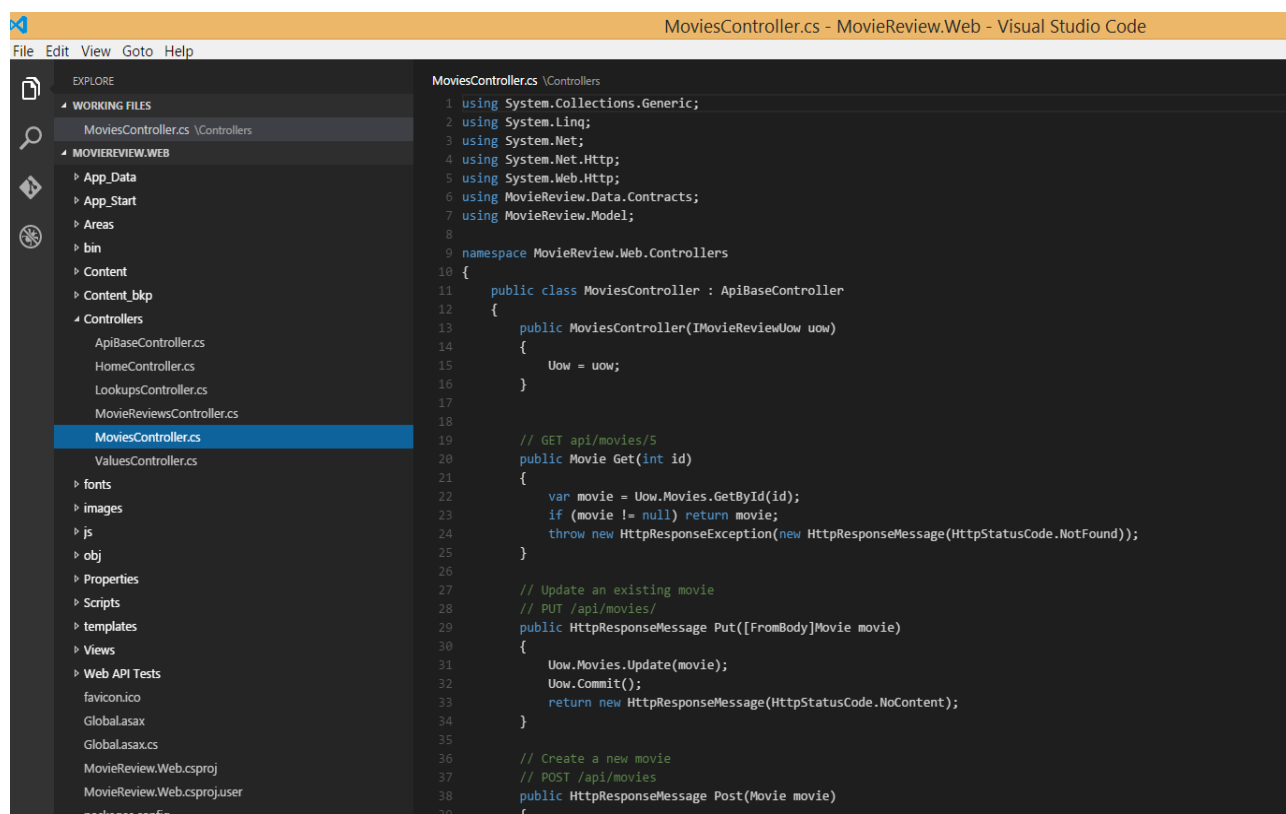 MoviesController.cs - MovieReview.Web - Visual Studio Code
File Edit View Goto Help
EXPLORE
WORKING FILES
MoviesController.cs \Controllers
MOVIEREVIEW.WEB
App_Data
App_Start
Areas
bin
Content
Content_bkp
Controllers
ApiBaseController.cs
HomeController.cs
LookupsController.cs
MovieReviewsController.cs
MoviesController.cs
ValuesController.cs
fonts
images
js
obj
Properties
Scripts
templates
Views
Web API Tests
favicon.ico
Global.asax
Global.asax.cs
MovieReview.Web.csproj
MovieReview.Web.csproj.user
packages.config
MoviesController.cs \Controllers
1 using System.Collections.Generic;
2 using System.Linq;
3 using System.Net;
4 using System.Net.Http;
5 using System.Web.Http;
6 using MovieReview.Data.Contracts;
7 using MovieReview.Model;
8
9 namespace MovieReview.Web.Controllers
10 {
11     public class MoviesController : ApiBaseController
12     {
13         public MoviesController(IMovieReviewUow uow)
14         {
15             Uow = uow;
16         }
17
18
19         // GET api/movies/5
20         public Movie Get(int id)
21         {
22             var movie = Uow.Movies.GetById(id);
23             if (movie != null) return movie;
24             throw new HttpResponseException(new HttpResponseMessage(HttpStatusCode.NotFound));
25         }
26
27         // Update an existing movie
28         // PUT /api/movies/
29         public HttpResponseMessage Put([FromBody]Movie movie)
30         {
31             Uow.Movies.Update(movie);
32             Uow.Commit();
33             return new HttpResponseMessage(HttpStatusCode.NoContent);
34         }
35
36         // Create a new movie
37         // POST /api/movies
38         public HttpResponseMessage Post(Movie movie)
39         {